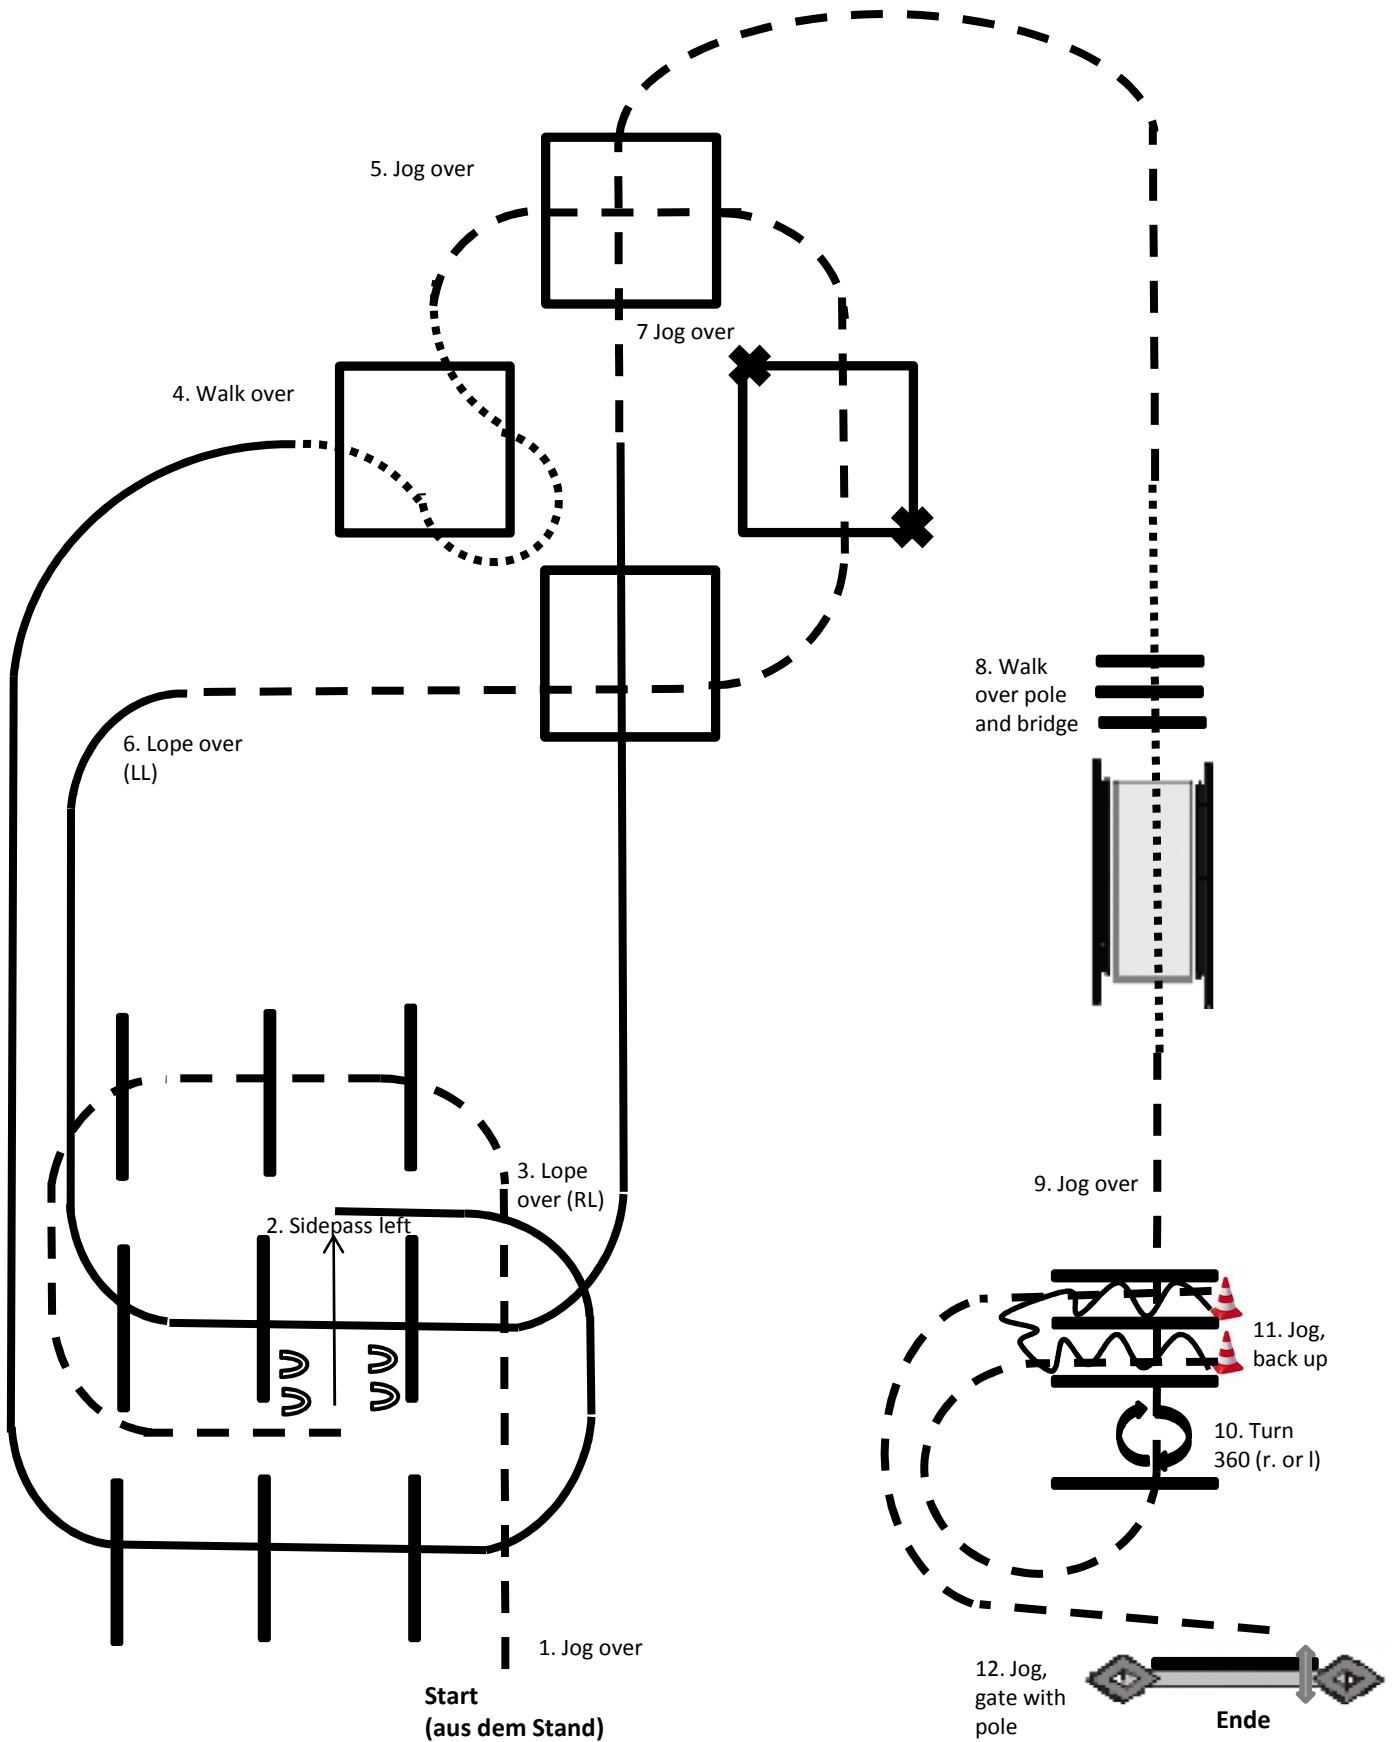 5. Jog over
7 Jog over
4. Walk over
8. Walk
over pole
and bridge
6. Lope over
(LL)
3. Lope
over (RL)
9. Jog over
2. Sidepass left
11. Jog,
back up
10. Turn
360 (r. or l)
1. Jog over
12. Jog,
gate with
pole
Start
(aus dem Stand)
Ende